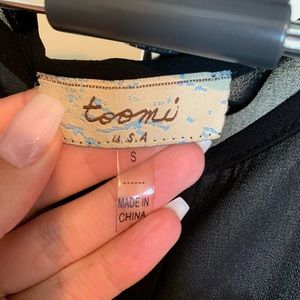 toomi
U.S.A
S
------
MADE IN
CHINA